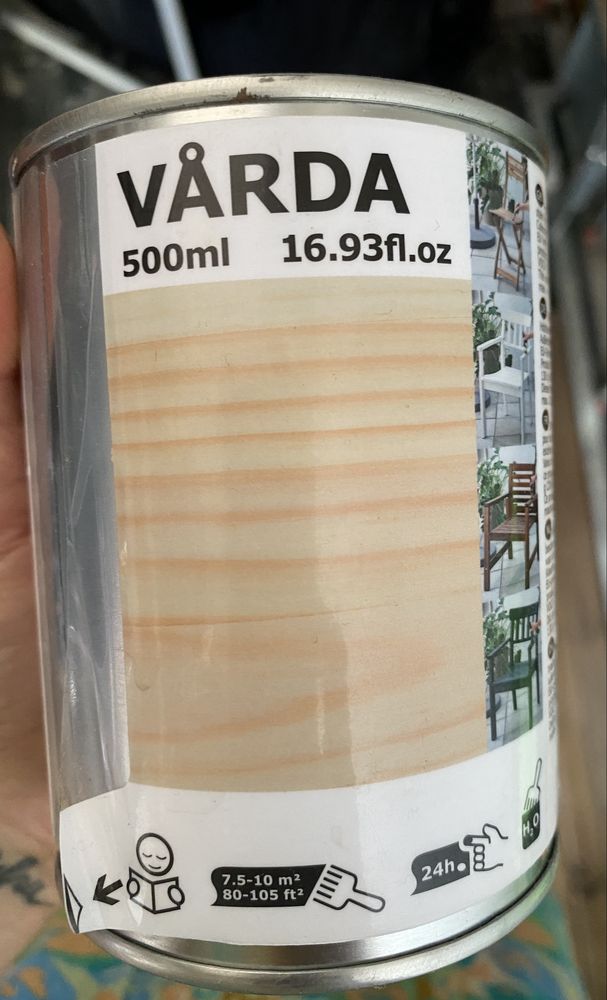 VÅRDA
500ml 16.93fl.oz
7.5-10 m²
80-105 ft²
24h.
H₂O